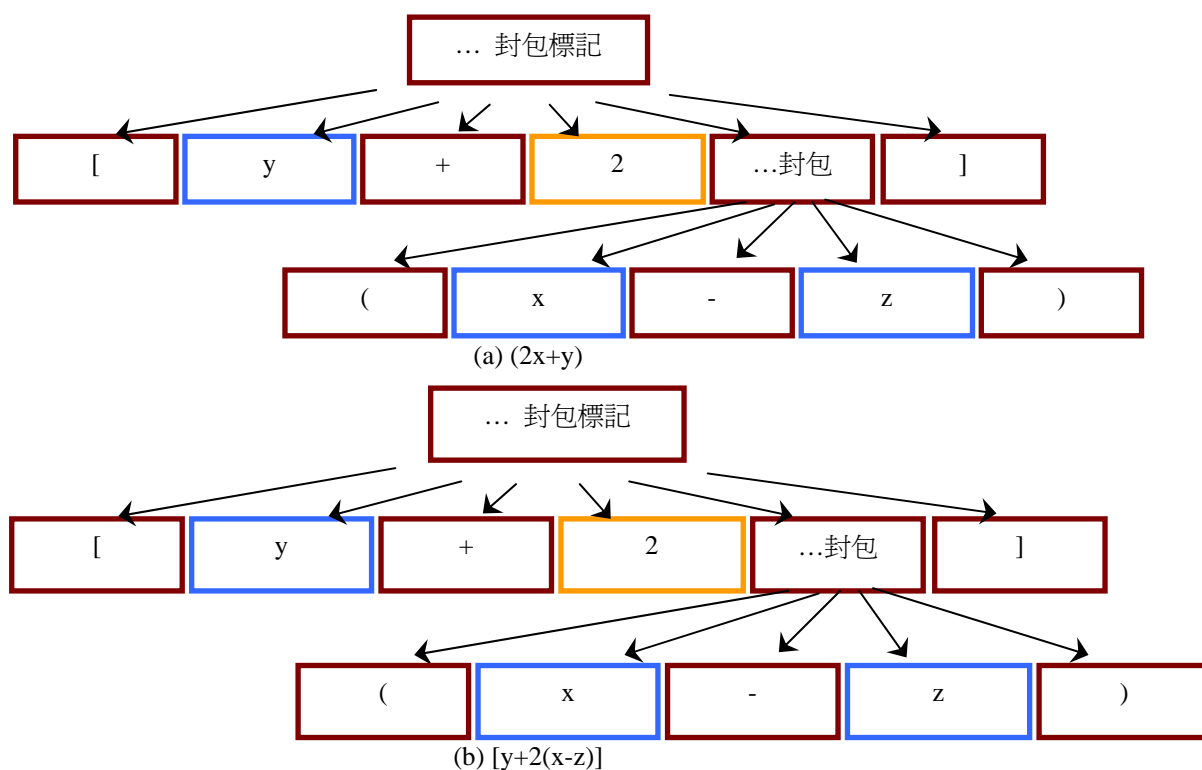 … 封包標記
[ y + 2 …封包 ]
( x - z )
(a) (2x+y)
… 封包標記
[ y + 2 …封包 ]
( x - z )
(b) [y+2(x-z)]